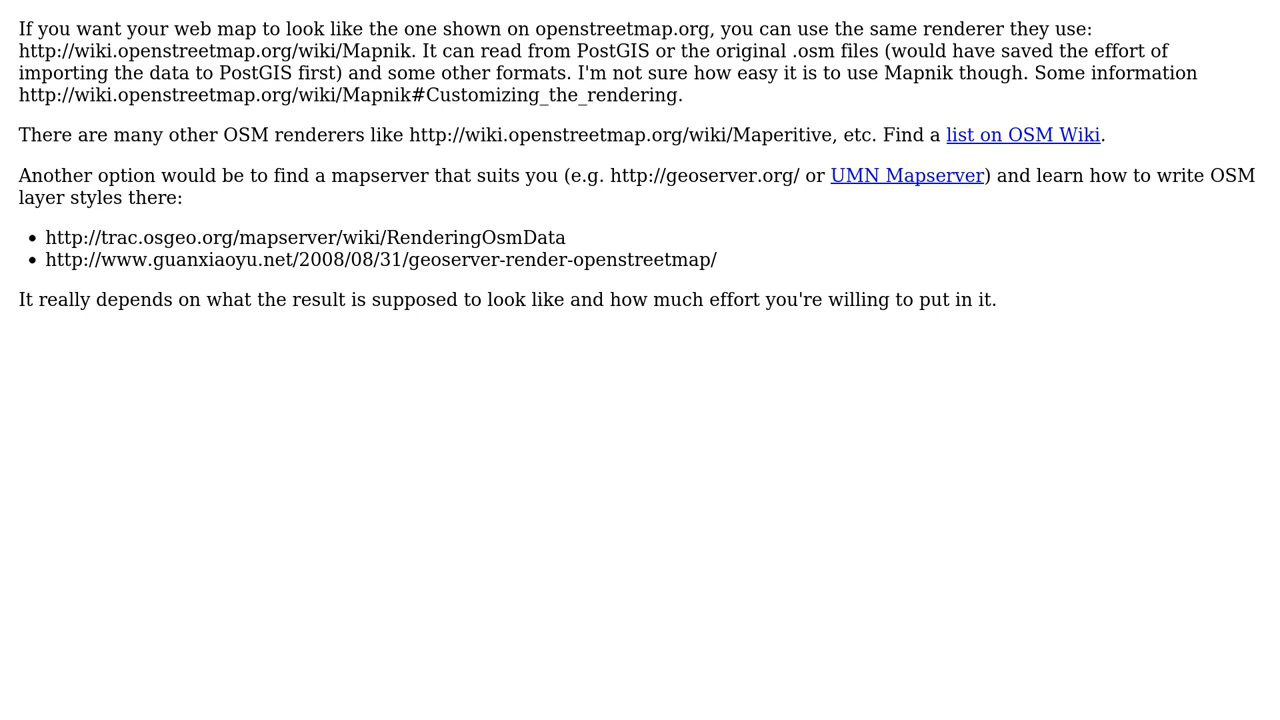 If you want your web map to look like the one shown on openstreetmap.org, you can use the same renderer they use:
http://wiki.openstreetmap.org/wiki/Mapnik. It can read from PostGIS or the original .osm files (would have saved the effort of
importing the data to PostGIS first) and some other formats. I'm not sure how easy it is to use Mapnik though. Some information
http://wiki.openstreetmap.org/wiki/Mapnik#Customizing_the_rendering.
There are many other OSM renderers like http://wiki.openstreetmap.org/wiki/Maperitive, etc. Find a list on OSM Wiki.
Another option would be to find a mapserver that suits you (e.g. http://geoserver.org/ or UMN Mapserver) and learn how to write OSM
layer styles there:
• http://trac.osgeo.org/mapserver/wiki/RenderingOsmData
• http://www.guanxiaoyu.net/2008/08/31/geoserver-render-openstreetmap/
It really depends on what the result is supposed to look like and how much effort you're willing to put in it.